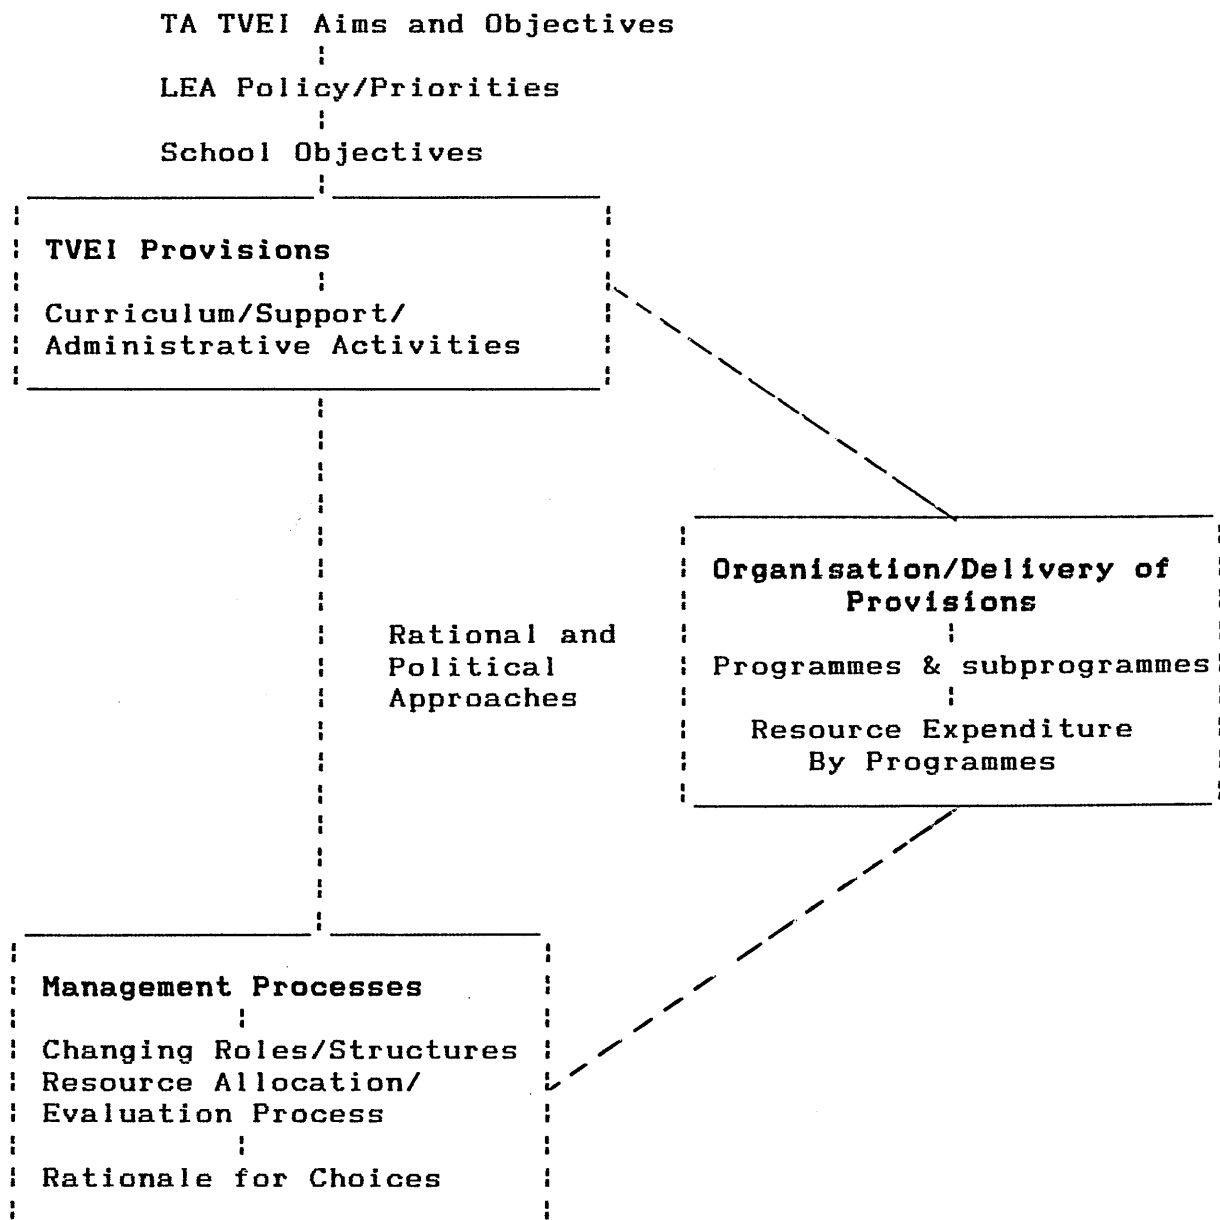 TA TVEI Aims and Objectives
LEA Policy/Priorities
School Objectives
TVEI Provisions
Curriculum/Support/
Administrative Activities
Organisation/Delivery of
Provisions
Programmes & subprogrammes
Resource Expenditure
By Programmes
Rational and
Political
Approaches
Management Processes
Changing Roles/Structures
Resource Allocation/
Evaluation Process
Rationale for Choices